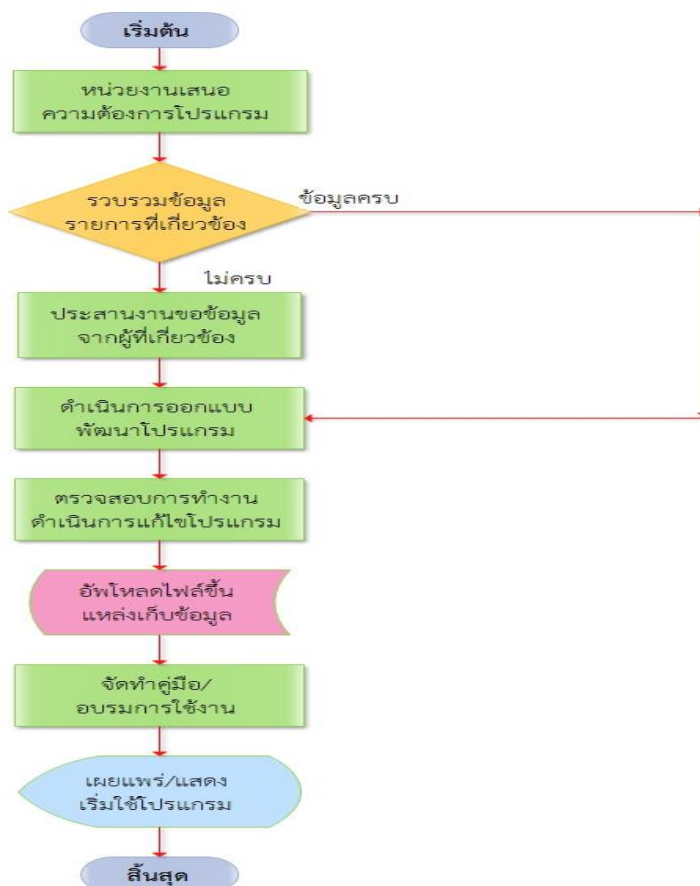 เริ่มต้น
หน่วยงานเสนอ
ความต้องการโปรแกรม
รวบรวมข้อมูล
รายการที่เกี่ยวข้อง
ข้อมูลครบ
ไม่ครบ
ประสานงานขอข้อมูล
จากผู้ที่เกี่ยวข้อง
ดำเนินการออกแบบ
พัฒนาโปรแกรม
ตรวจสอบการทำงาน
ดำเนินการแก้ไขโปรแกรม
อัพโหลดไฟล์ขึ้น
แหล่งเก็บข้อมูล
จัดทำคู่มือ/
อบรมการใช้งาน
เผยแพร่/แสดง
เริ่มใช้โปรแกรม
สิ้นสุด